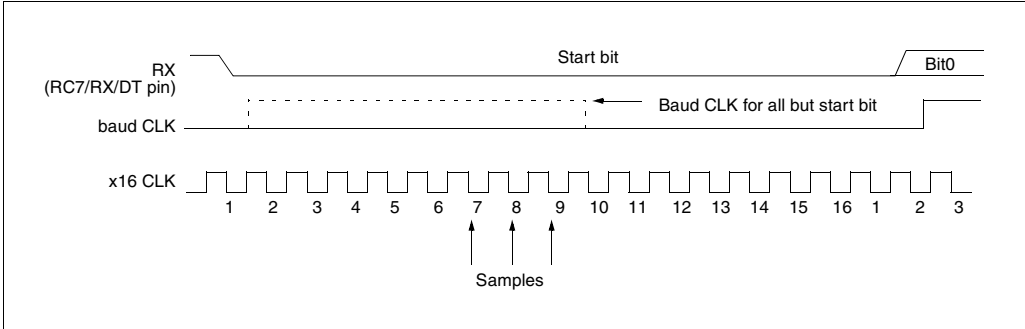 Start bit
RX
(RC7/RX/DT pin)
Bit0
Baud CLK for all but start bit
baud CLK
x16 CLK
1 2 3 4 5 6 7 8 9 10 11 12 13 14 15 16 1 2 3
Samples